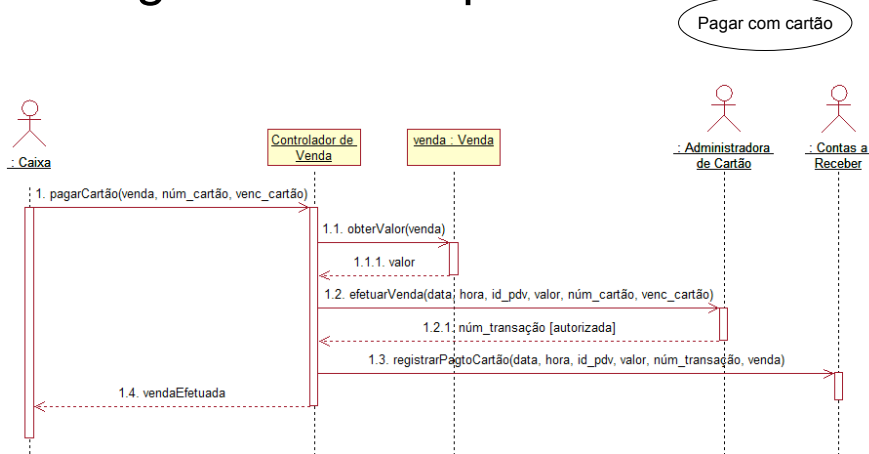 Pagar com cartão
: Caixa
Controlador de
Venda
venda : Venda
: Administradora
de Cartão
: Contas a
Receber
1. pagarCartão(venda, núm_cartão, venc_cartão)
1.1. obterValor(venda)
1.1.1. valor
1.2. efetuarVenda(data, hora, id_pdv, valor, núm_cartão, venc_cartão)
1.2.1. núm_transação [autorizada]
1.3. registrarPagtoCartão(data, hora, id_pdv, valor, núm_transação, venda)
1.4. vendaEfetuada